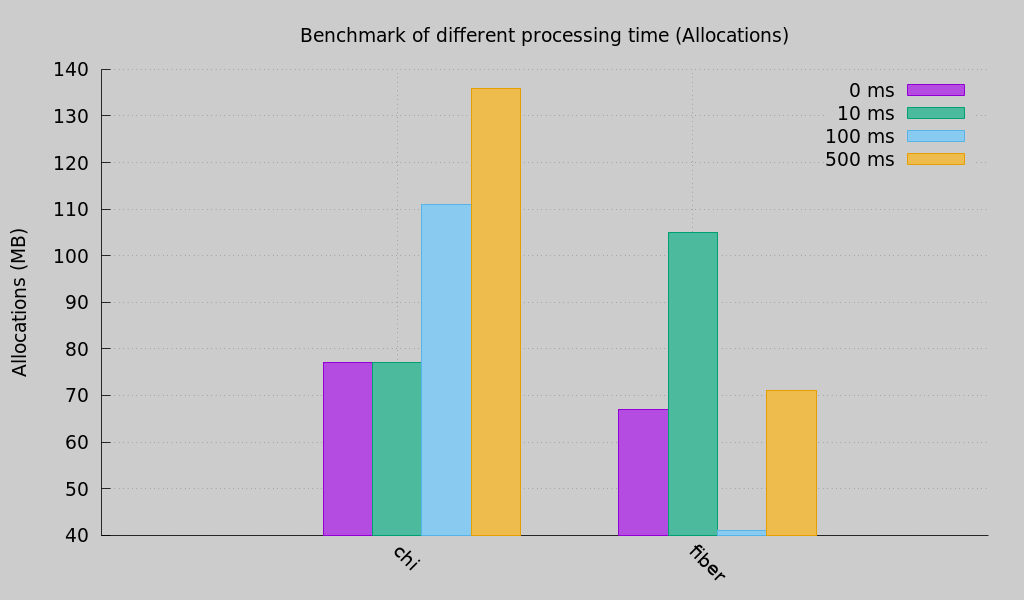 Benchmark of different processing time (Allocations)
140
130
120
110
100
90
80
70
60
50
40
Allocations (MB)
0 ms
10 ms
100 ms
500 ms
chi
fiber